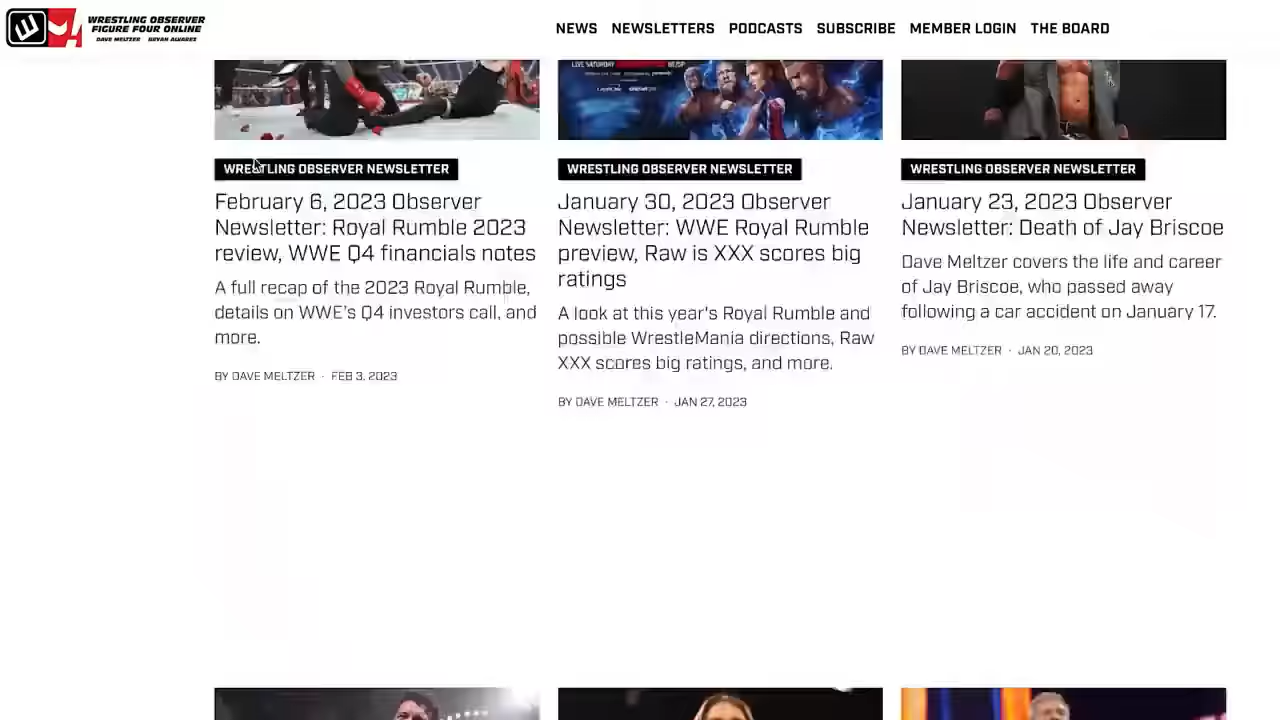 WRESTLING OBSERVER
FIGURE FOUR ONLINE
DAVE MELTZER BRYAN ALVAREZ
NEWS NEWSLETTERS PODCASTS SUBSCRIBE MEMBER LOGIN THE BOARD
WRESTLING OBSERVER NEWSLETTER
February 6, 2023 Observer
Newsletter: Royal Rumble 2023
review, WWE Q4 financials notes
A full recap of the 2023 Royal Rumble,
details on WWE's Q4 investors call, and
more.
BY DAVE MELTZER · FEB 3, 2023
LIVE SATURDAY
WRESTLING OBSERVER NEWSLETTER
January 30, 2023 Observer
Newsletter: WWE Royal Rumble
preview, Raw is XXX scores big
ratings
A look at this year's Royal Rumble and
possible WrestleMania directions, Raw
XXX scores big ratings, and more.
BY DAVE MELTZER · JAN 27, 2023
WRESTLING OBSERVER NEWSLETTER
January 23, 2023 Observer
Newsletter: Death of Jay Briscoe
Dave Meltzer covers the life and career
of Jay Briscoe, who passed away
following a car accident on January 17.
BY DAVE MELTZER · JAN 20, 2023